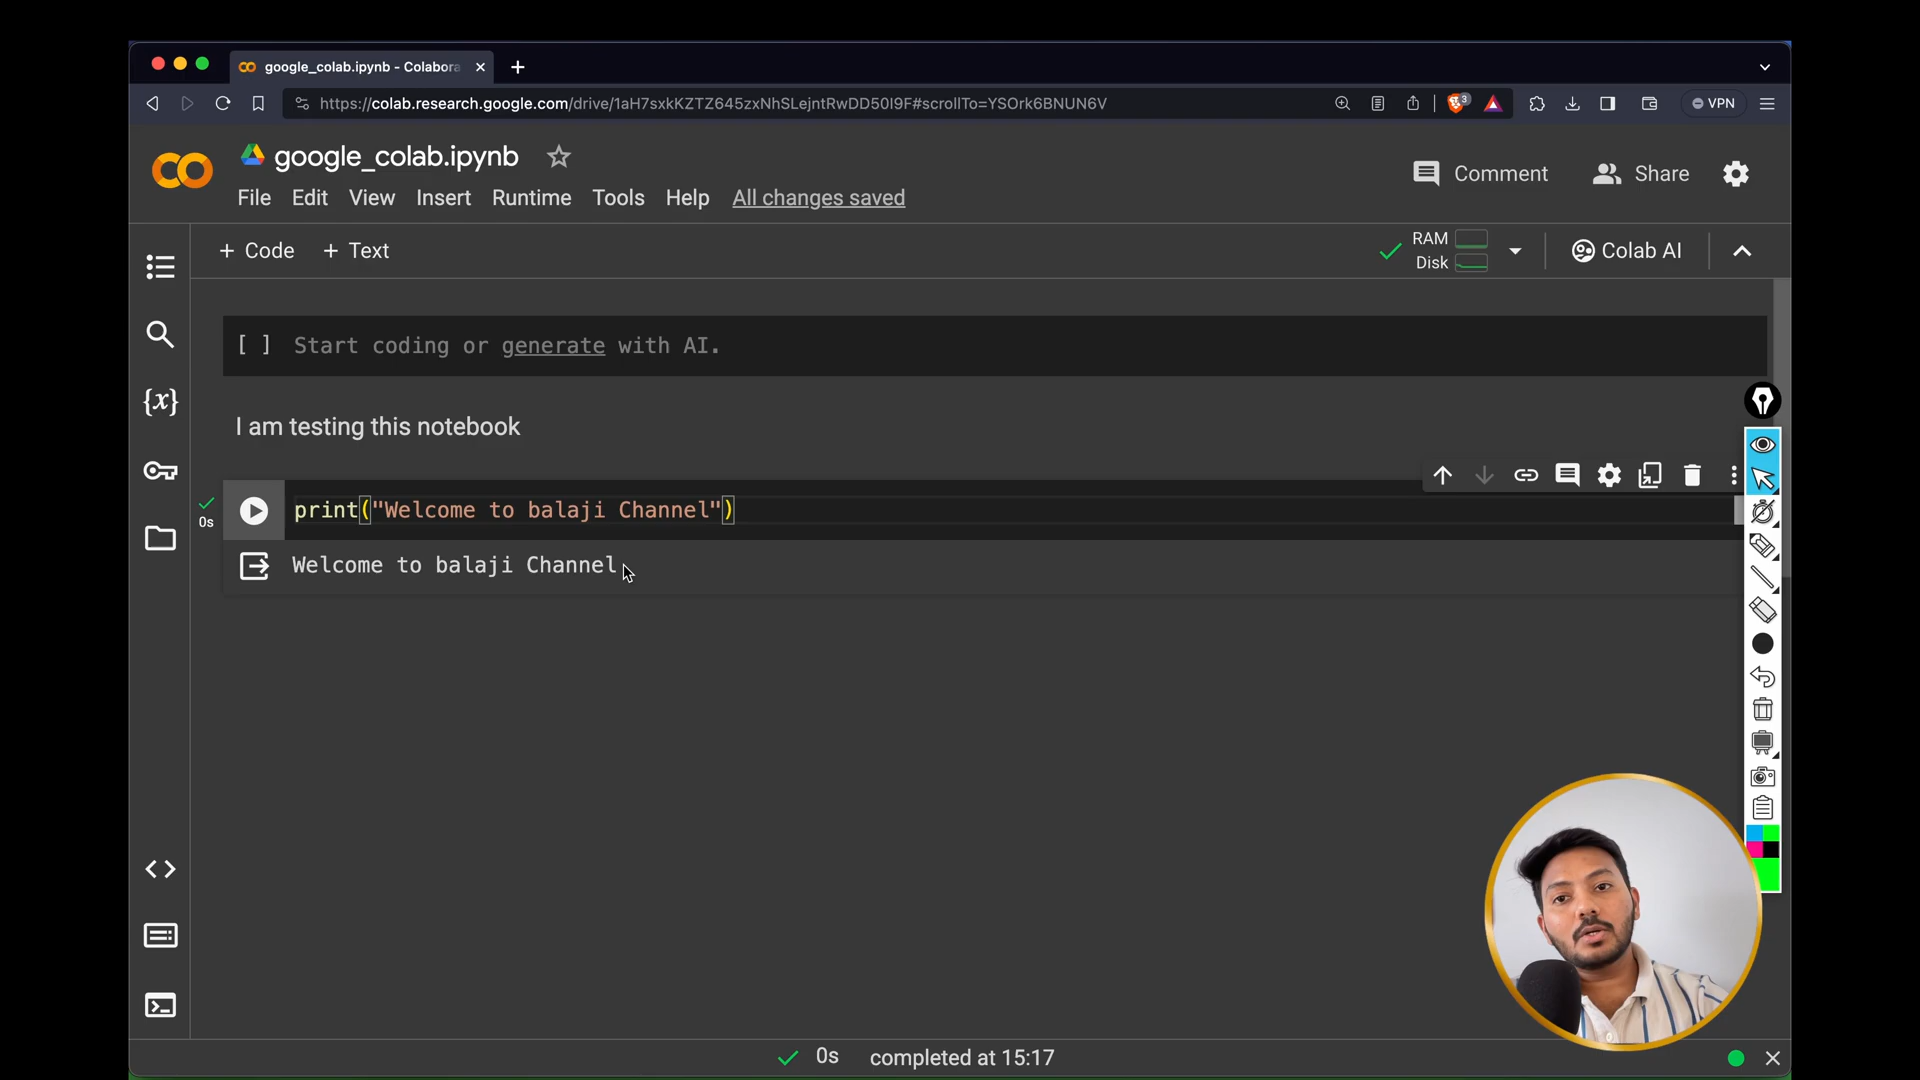 google_colab.ipynb - Colabora
https://colab.research.google.com/drive/1aH7sxkKZTZ645zxNhSLejntRwDD50I9F#scrollTo=YSOrk6BNUN6V
3
VPN
google_colab.ipynb
Comment
Share
File Edit View Insert Runtime Tools Help All changes saved
+ Code + Text
RAM
Disk
Colab AI
[ ] Start coding or generate with AI.
{x}
I am testing this notebook
0s
print("Welcome to balaji Channel")
Welcome to balaji Channel
0s completed at 15:17